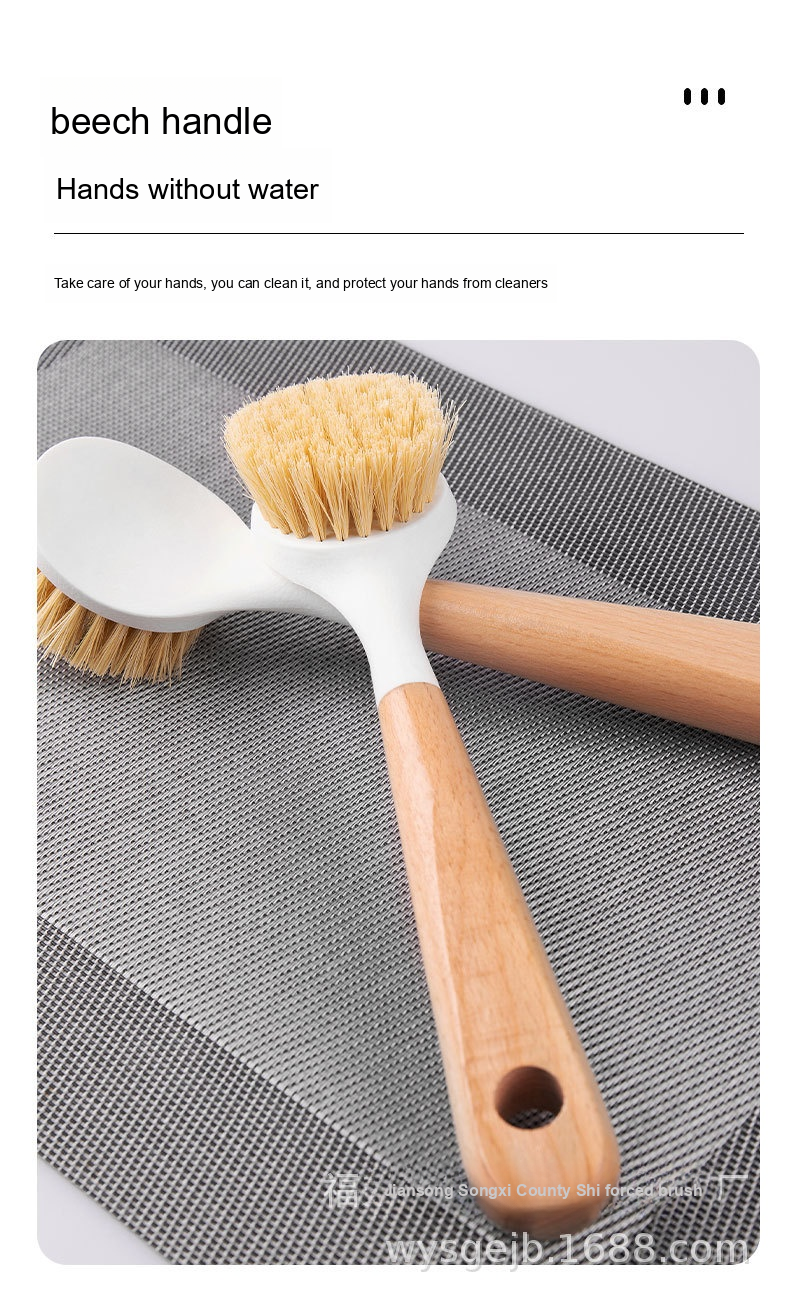 beech handle
Hands without water
Take care of your hands, you can clean it, and protect your hands from cleaners
福 Jiansong Songxi County Shi forced brush 厂
wysgejb.1688.com